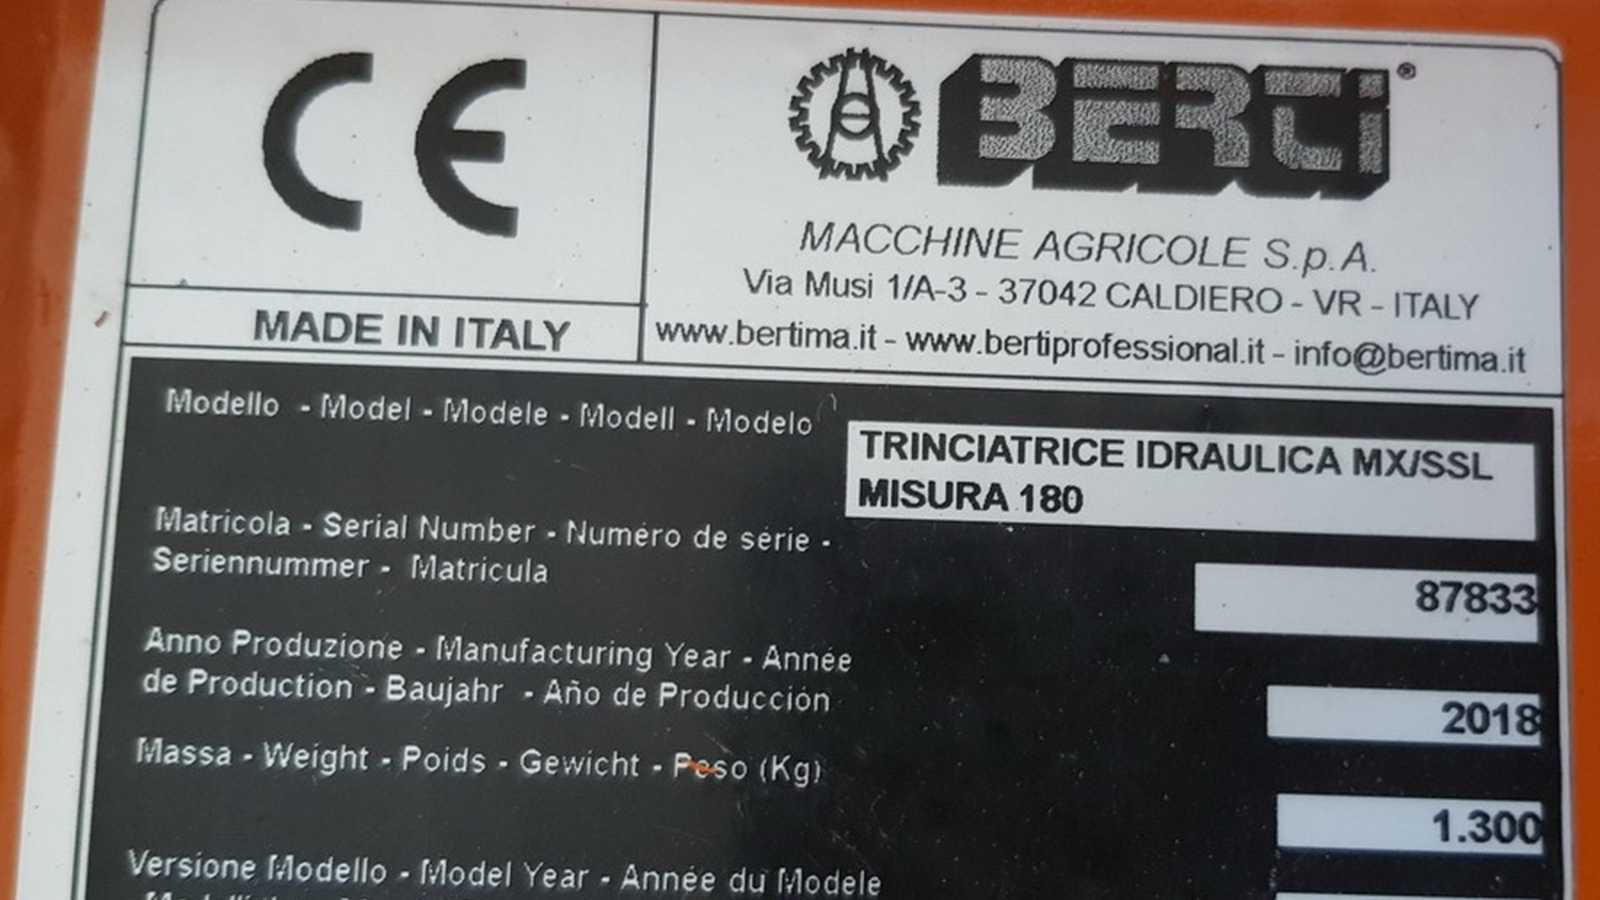 CE
BERTI®
MACCHINE AGRICOLE S.p.A.
Via Musi 1/A-3 - 37042 CALDIERO - VR - ITALY
MADE IN ITALY
www.bertima.it - www.bertiprofessional.it - info@bertima.it
Modello - Model - Modele - Modell - Modelo
TRINCIATRICE IDRAULICA MX/SSL
MISURA 180
Matricola - Serial Number - Numéro de série -
Seriennummer - Matricula
87833
Anno Produzione - Manufacturing Year - Année
de Production - Baujahr - Año de Producción
2018
Massa - Weight - Poids - Gewicht - Peso (Kg)
1.300
Versione Modello - Model Year - Année du Modele